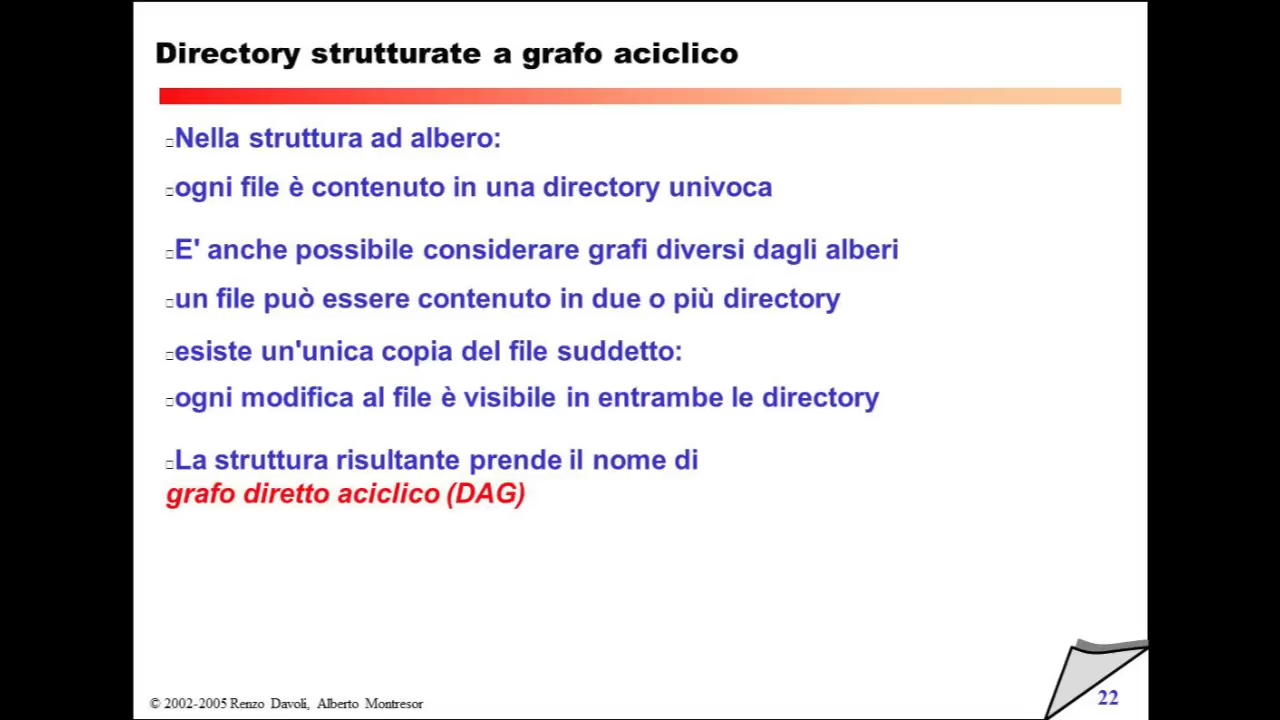 Directory strutturate a grafo aciclico
Nella struttura ad albero:
ogni file è contenuto in una directory univoca
E' anche possibile considerare grafi diversi dagli alberi
un file può essere contenuto in due o più directory
esiste un'unica copia del file suddetto:
ogni modifica al file è visibile in entrambe le directory
La struttura risultante prende il nome di
grafo diretto aciclico (DAG)
© 2002-2005 Renzo Davoli, Alberto Montresor
22